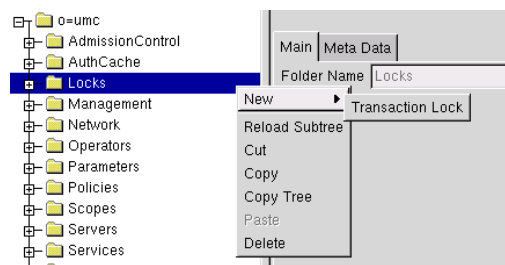 o=umc
AdmissionControl
AuthCache
Locks
Management
Network
Operators
Parameters
Policies
Scopes
Servers
Services
Main Meta Data
Folder Name Locks
New
Transaction Lock
Reload Subtree
Cut
Copy
Copy Tree
Paste
Delete